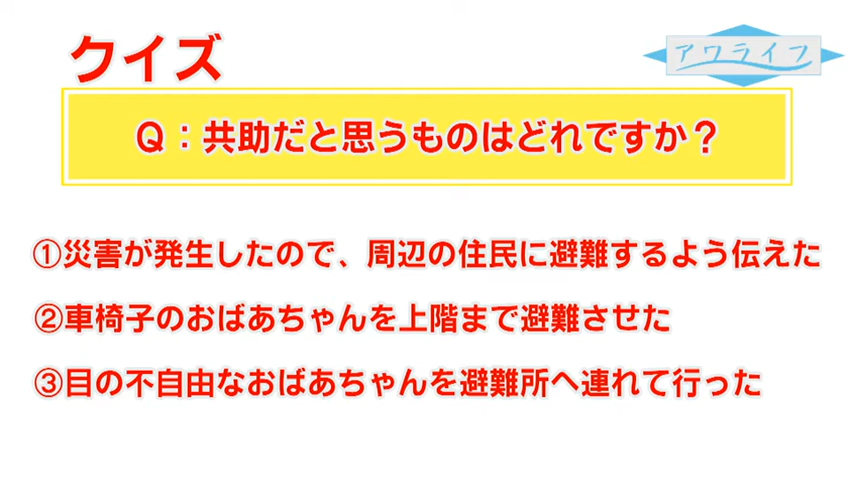 クイズ
アワライフ
Q：共助だと思うものはどれですか？
①災害が発生したので、周辺の住民に避難するよう伝えた
②車椅子のおばあちゃんを上階まで避難させた
③目の不自由なおばあちゃんを避難所へ連れて行った